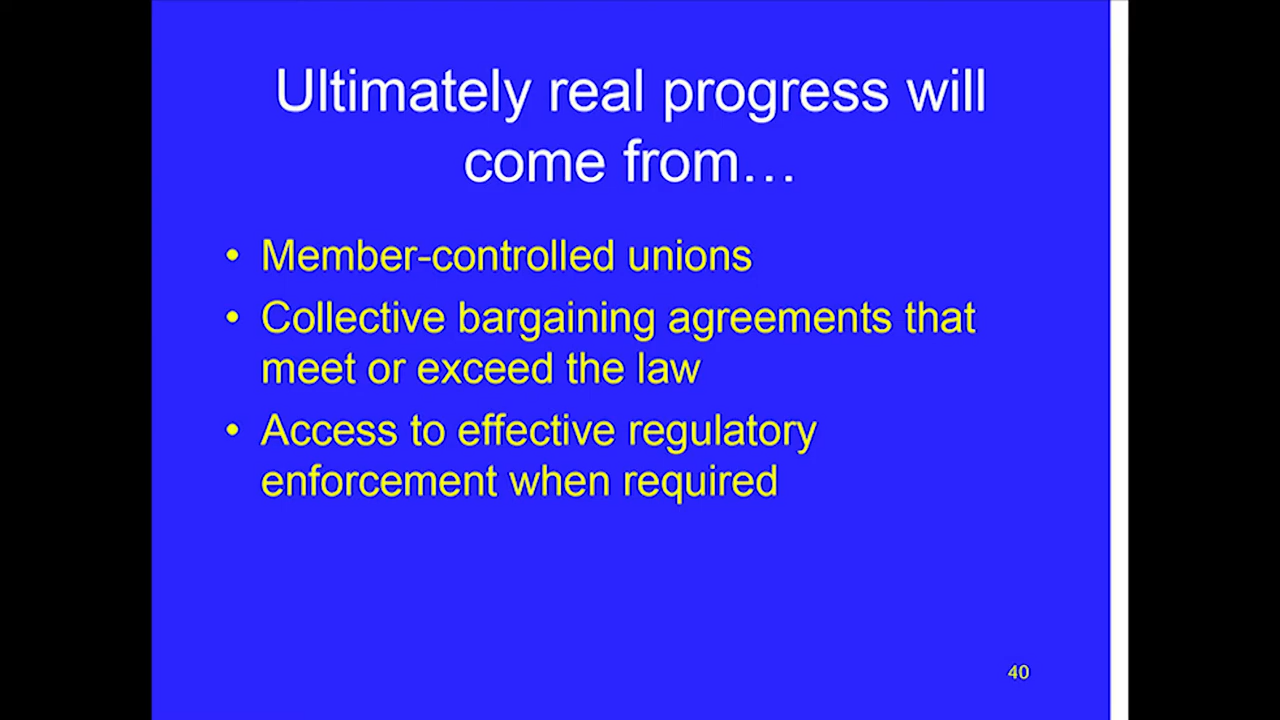 Ultimately real progress will
come from…
• Member-controlled unions
• Collective bargaining agreements that
meet or exceed the law
• Access to effective regulatory
enforcement when required
40